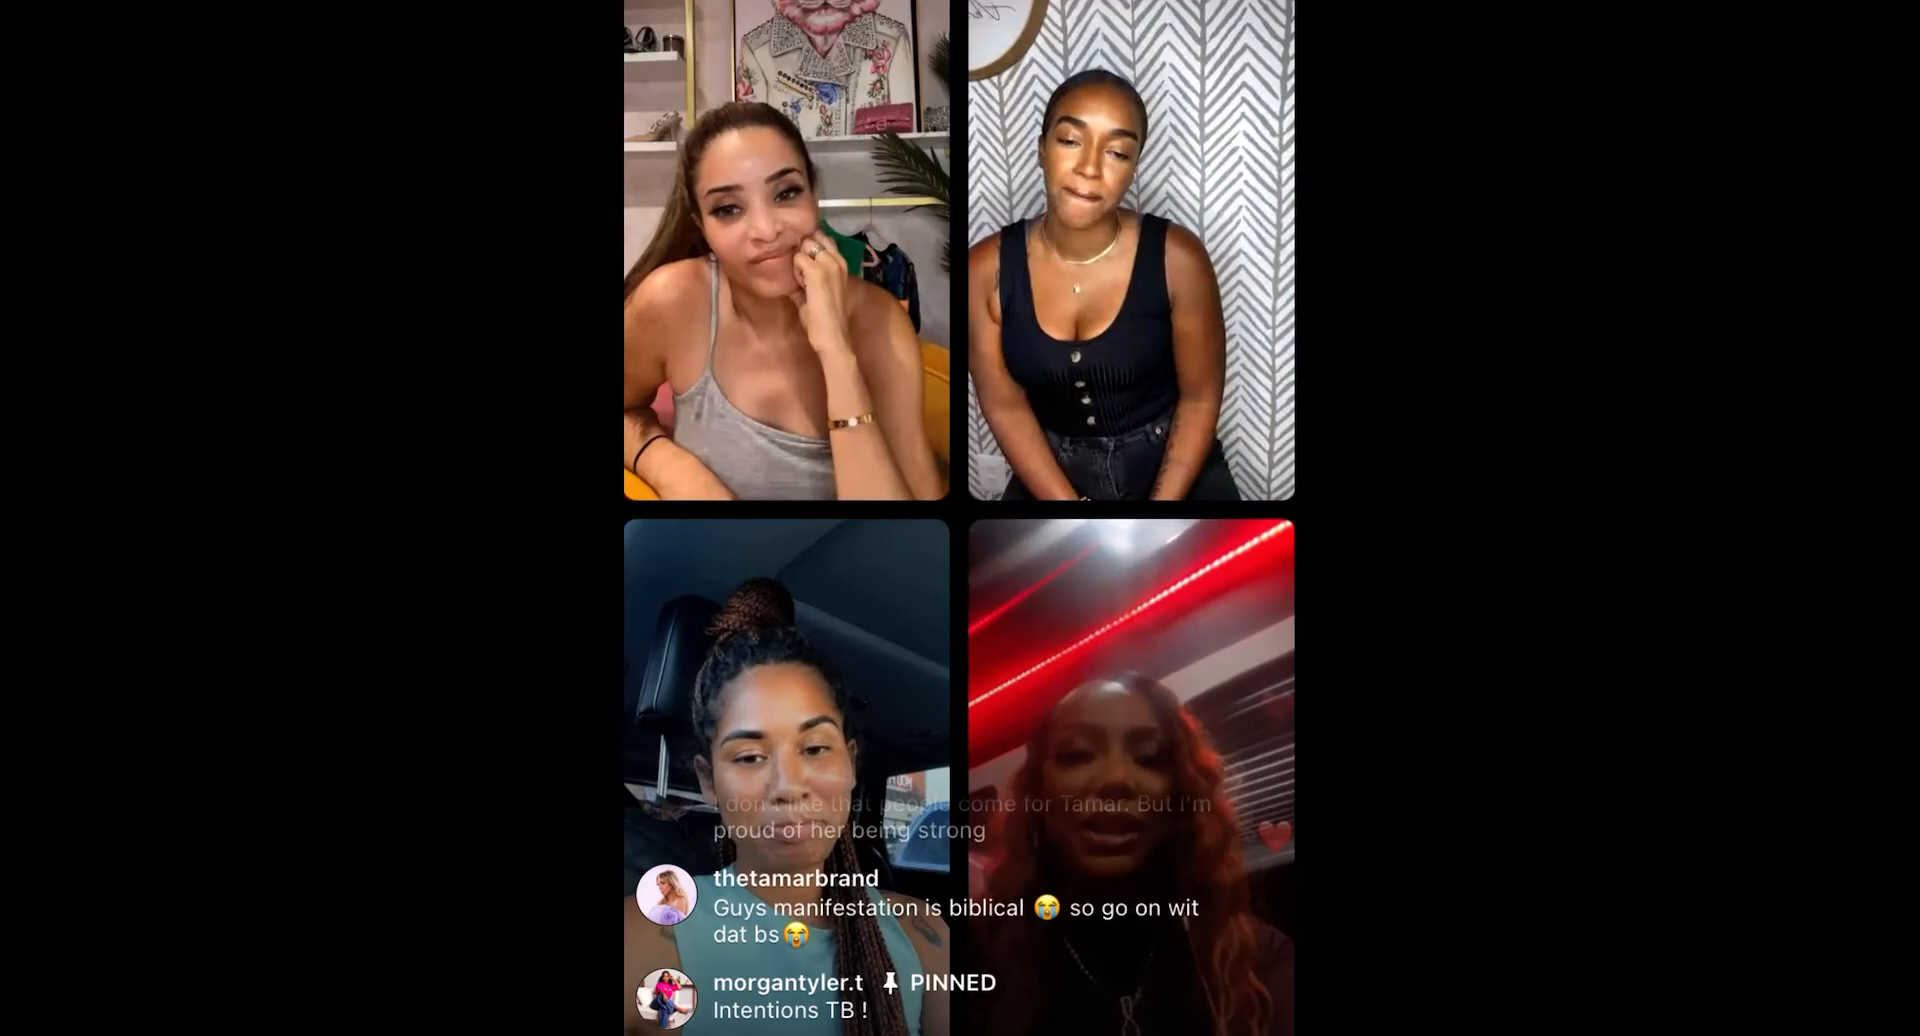 I don't like that people come for Tamar. But I'm
proud of her being strong
thetamarbrand
Guys manifestation is biblical 😭 so go on wit
dat bs😭
morgantyler.t 📌 PINNED
Intentions TB !